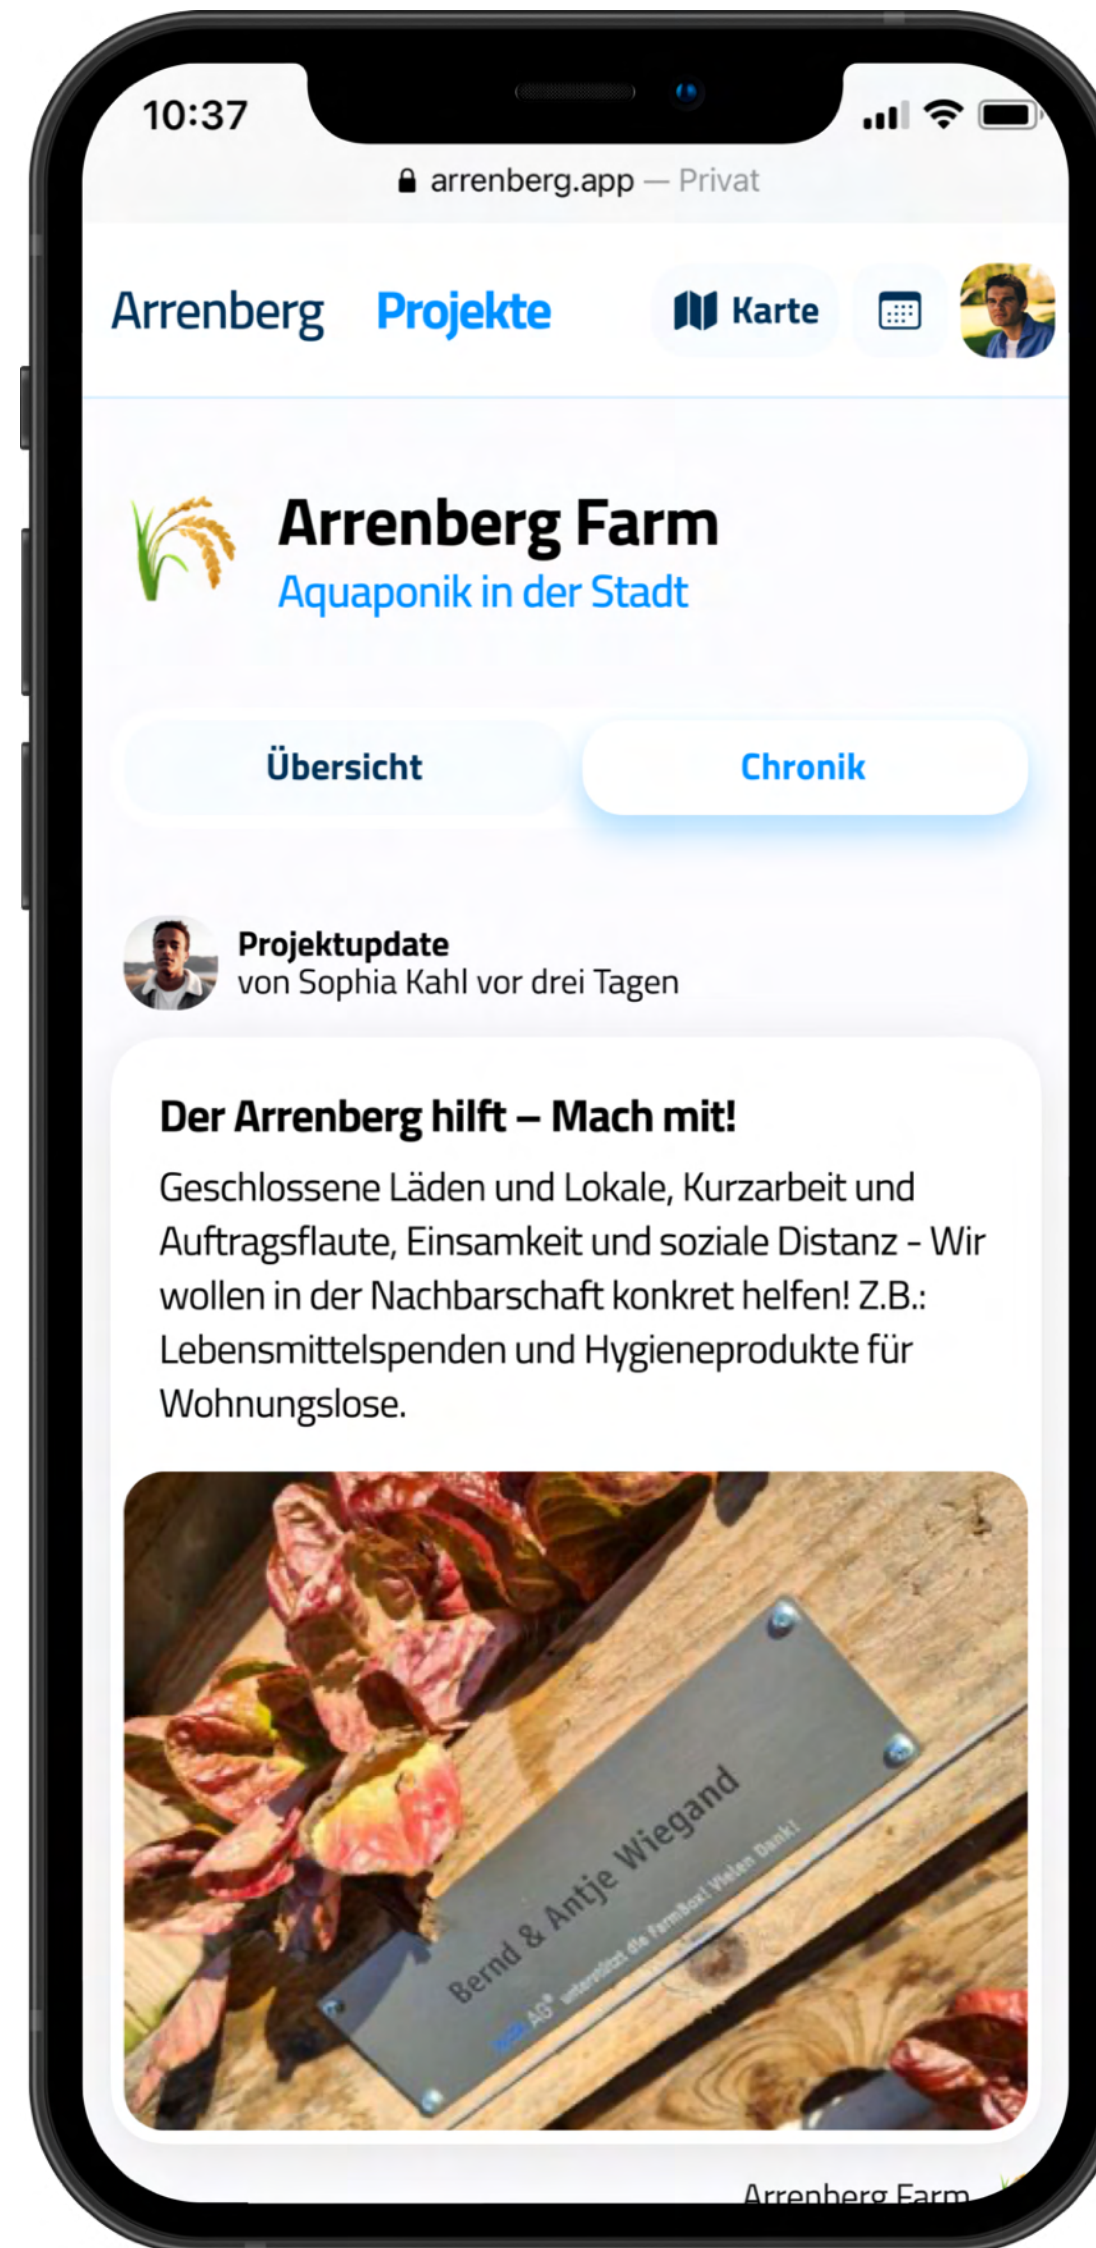 10:37
arrenberg.app — Privat
Arrenberg Projekte Karte
Arrenberg Farm
Aquaponik in der Stadt
Übersicht Chronik
Projektupdate
von Sophia Kahl vor drei Tagen
Der Arrenberg hilft – Mach mit!
Geschlossene Läden und Lokale, Kurzarbeit und
Auftragsflaute, Einsamkeit und soziale Distanz - Wir
wollen in der Nachbarschaft konkret helfen! Z.B.:
Lebensmittelspenden und Hygieneprodukte für
Wohnungslose.
Bernd & Antje Wiegand
AG® unterstützt die FarmBox! Vielen Dank!
Arrenberg Farm